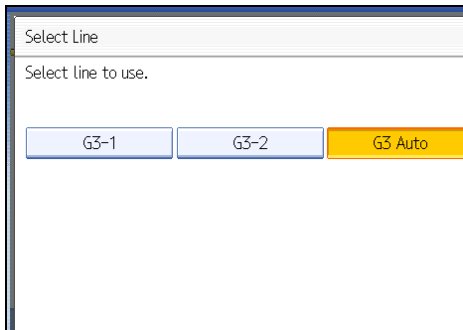 Select Line
Select line to use.
G3-1 G3-2 G3 Auto